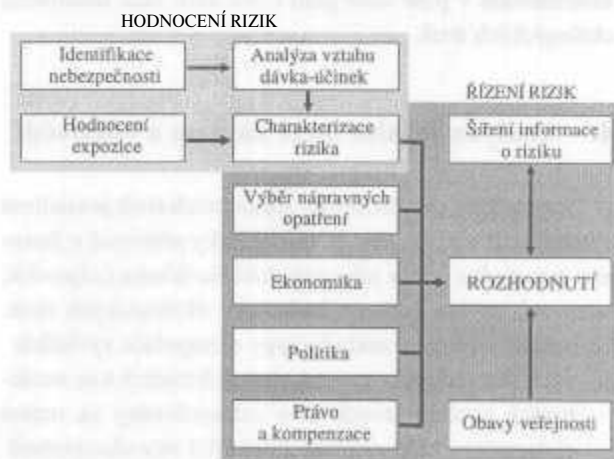 HODNOCENÍ RIZIK
Identifikace
nebezpečnosti
Analýza vztahu
dávka-účinek
Hodnocení
expozice
Charakterizace
rizika
ŘÍZENÍ RIZIK
Šíření informace
o riziku
Výběr nápravných
opatření
Ekonomika
ROZHODNUTÍ
Politika
Právo
a kompenzace
Obavy veřejnosti